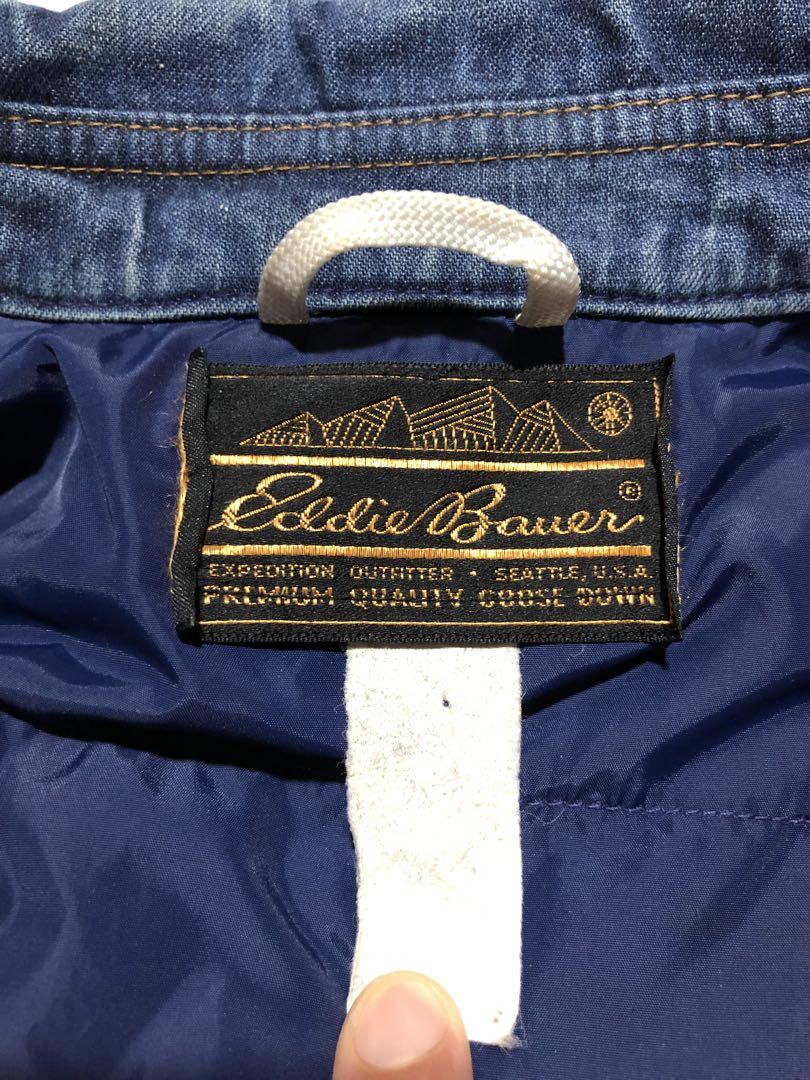 Eddie Bauer®
EXPEDITION OUTFITTER · SEATTLE, U.S.A.
PREMIUM QUALITY GOOSE DOWN